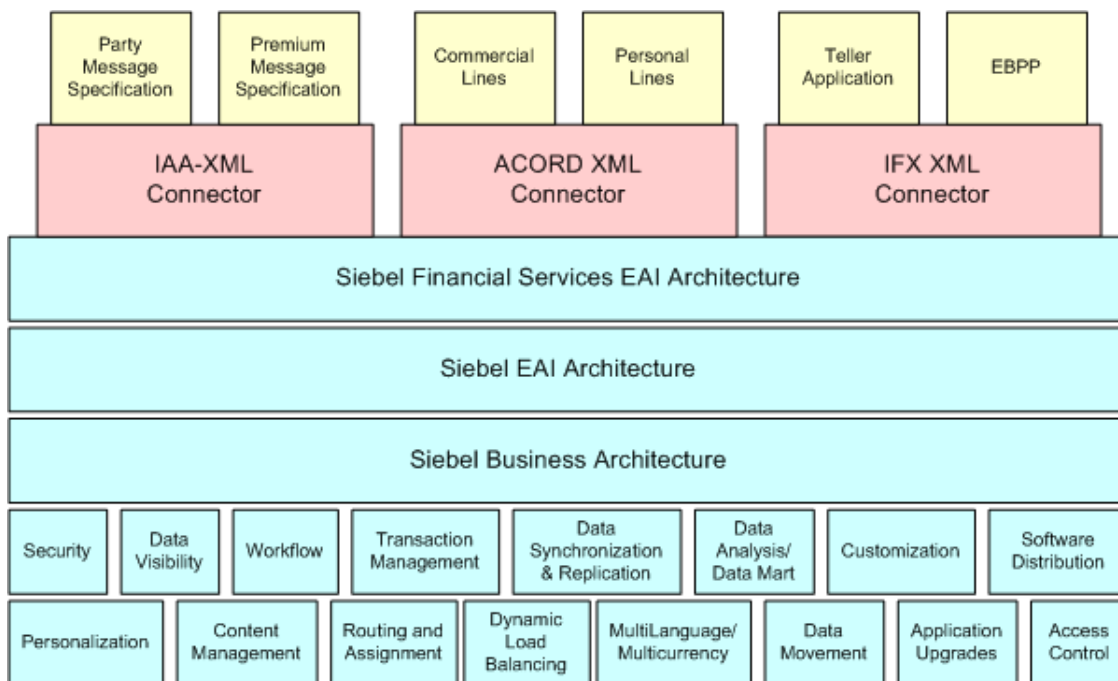 Party
Message
Specification
Premium
Message
Specification
Commercial
Lines
Personal
Lines
Teller
Application
EBPP
IAA-XML
Connector
ACORD XML
Connector
IFX XML
Connector
Siebel Financial Services EAI Architecture
Siebel EAI Architecture
Siebel Business Architecture
Security
Data
Visibility
Workflow
Transaction
Management
Data
Synchronization
& Replication
Data
Analysis/
Data Mart
Customization
Software
Distribution
Personalization
Content
Management
Routing and
Assignment
Dynamic
Load
Balancing
MultiLanguage/
Multicurrency
Data
Movement
Application
Upgrades
Access
Control